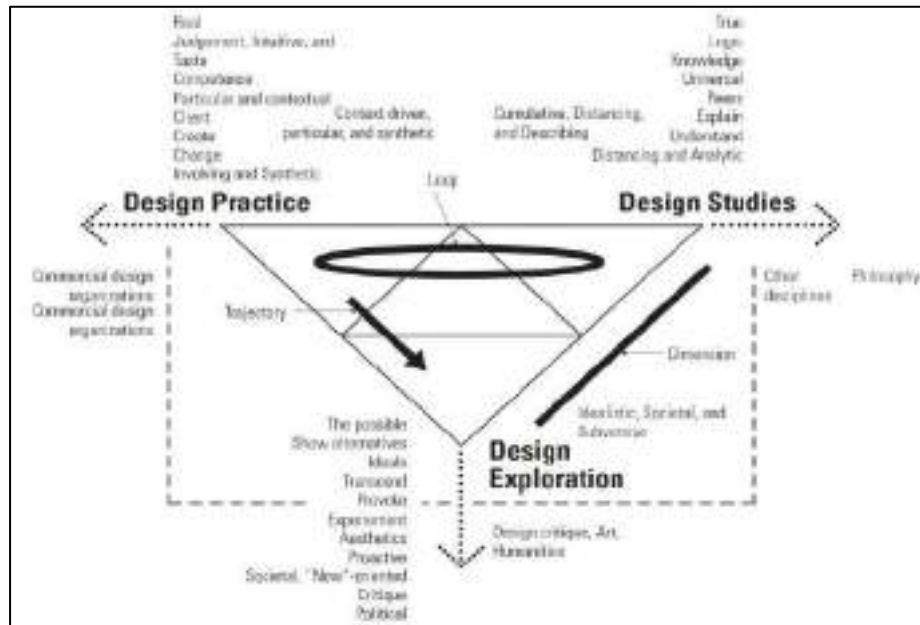 Real
Judgement, Intuitive, and
Taste
Competence
Particular and contextual
Client
Create
Change
Involving and Synthetic
Context driven,
particular, and synthetic
Cumulative, Distancing,
and Describing
True
Logic
Knowledge
Universal
Peers
Explain
Understand
Distancing and Analytic
Loop
Design Practice
Design Studies
Commercial design
organizations
Commercial design
organizations
Trajectory
Other
disciplines
Philosophy
Dimension
Idealistic, Societal, and
Subversive
Design
Exploration
The possible
Show alternatives
Ideals
Transcend
Provoke
Experiment
Aesthetics
Proactive
Societal, "Now"-oriented
Critique
Political
Design critique, Art,
Humanities